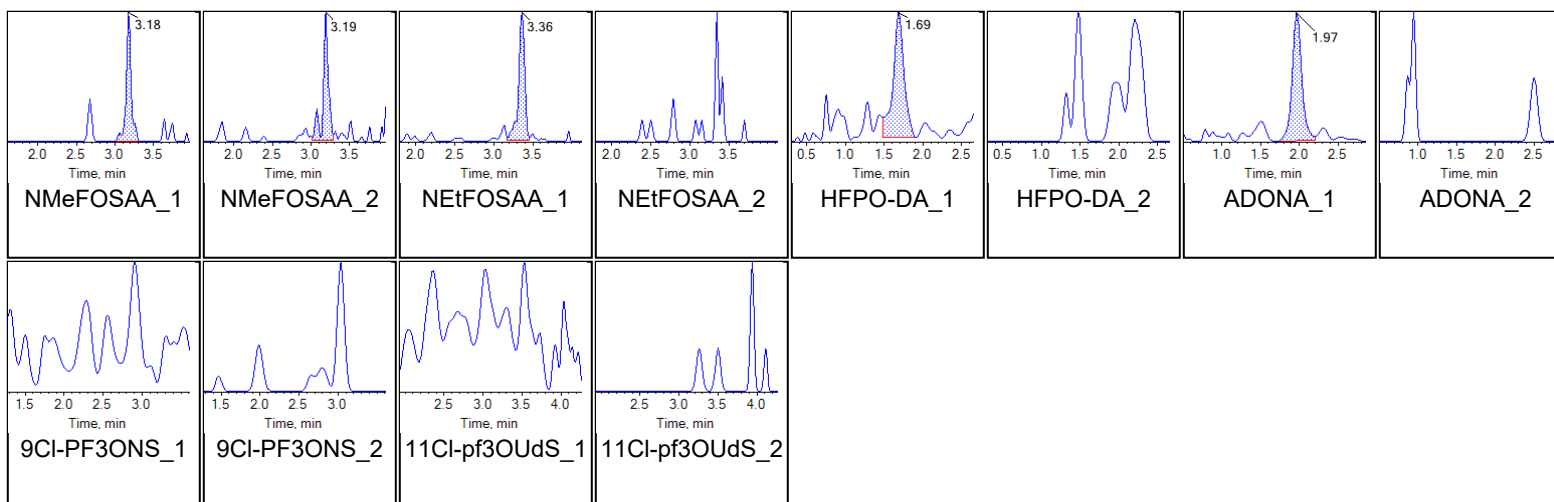 3.18
3.19
3.36
1.69
1.97
2.0 2.5 3.0 3.5
2.0 2.5 3.0 3.5
2.0 2.5 3.0 3.5
2.0 2.5 3.0 3.5
0.5 1.0 1.5 2.0 2.5
0.5 1.0 1.5 2.0 2.5
1.0 1.5 2.0 2.5
1.0 1.5 2.0 2.5
Time, min
Time, min
Time, min
Time, min
Time, min
Time, min
Time, min
Time, min
NMeFOSAA_1
NMeFOSAA_2
NEtFOSAA_1
NEtFOSAA_2
HFPO-DA_1
HFPO-DA_2
ADONA_1
ADONA_2
1.5 2.0 2.5 3.0
1.5 2.0 2.5 3.0
2.5 3.0 3.5 4.0
2.5 3.0 3.5 4.0
Time, min
Time, min
Time, min
Time, min
9Cl-PF3ONS_1
9Cl-PF3ONS_2
11Cl-pf3OUdS_1
11Cl-pf3OUdS_2